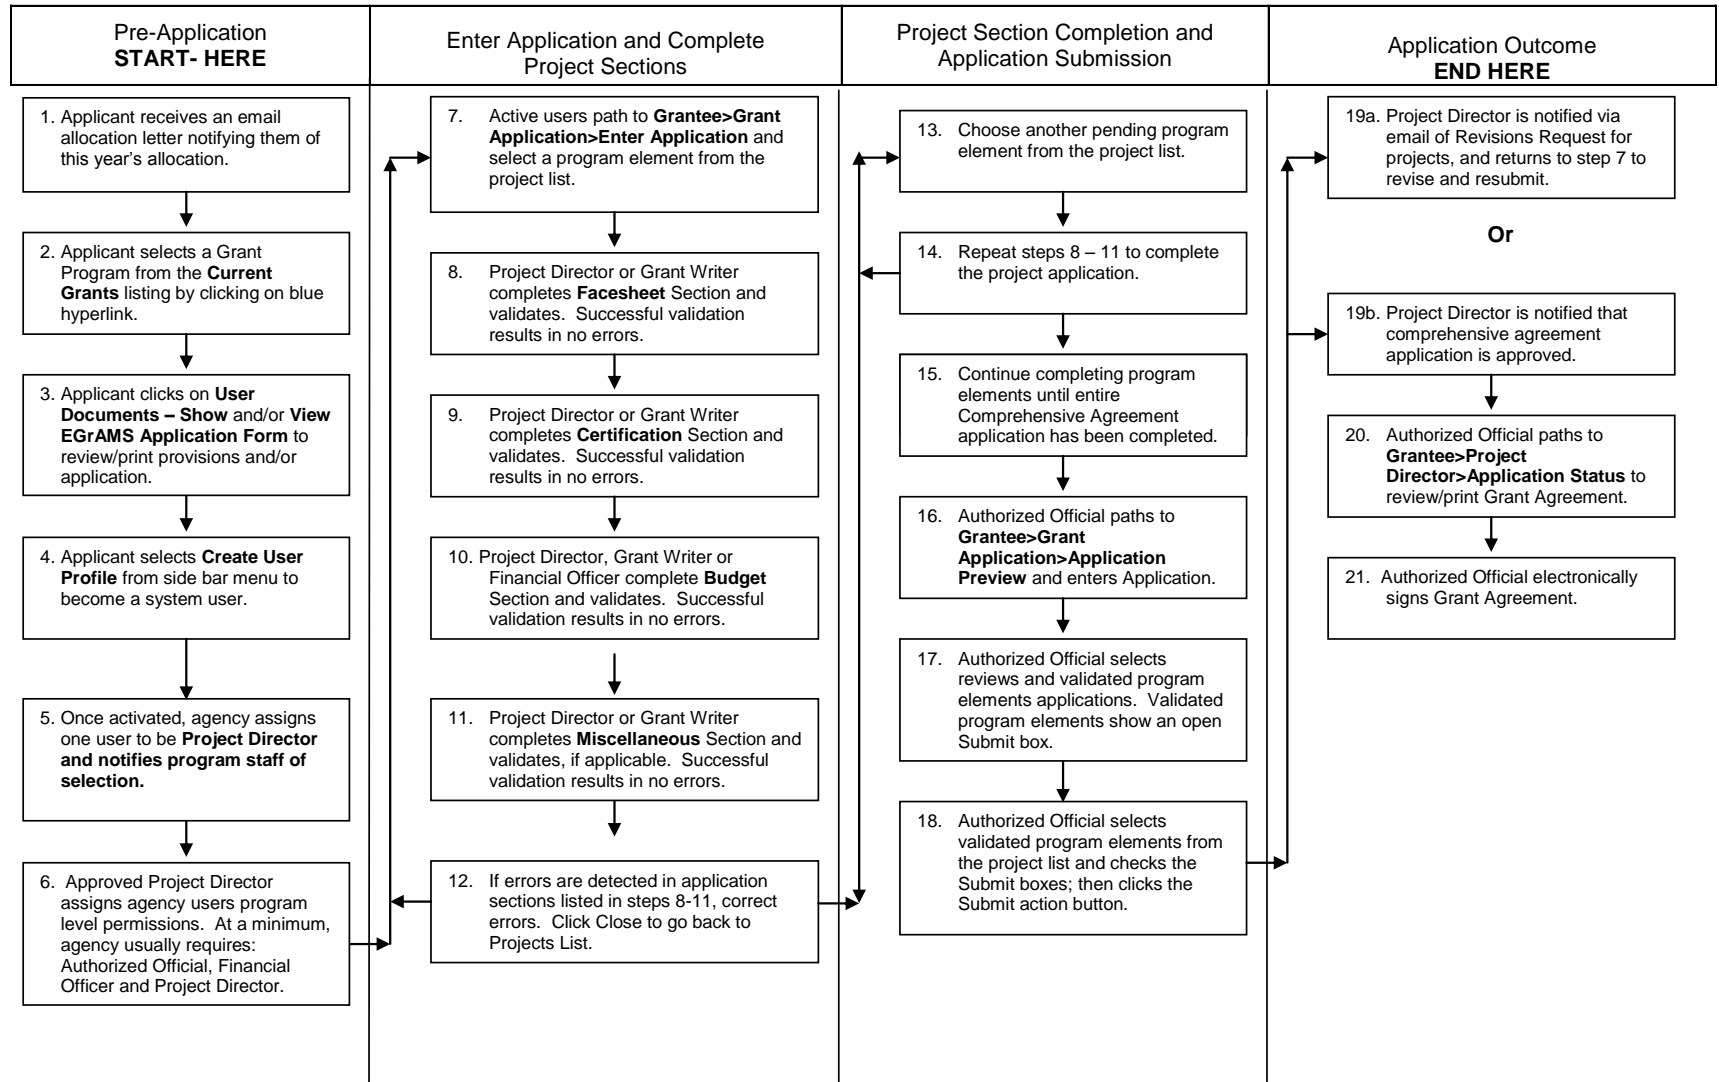 Pre-Application
START- HERE
Enter Application and Complete
Project Sections
Project Section Completion and
Application Submission
Application Outcome
END HERE
1. Applicant receives an email
allocation letter notifying them of
this year’s allocation.
2. Applicant selects a Grant
Program from the Current
Grants listing by clicking on blue
hyperlink.
3. Applicant clicks on User
Documents – Show and/or View
EGrAMS Application Form to
review/print provisions and/or
application.
4. Applicant selects Create User
Profile from side bar menu to
become a system user.
5. Once activated, agency assigns
one user to be Project Director
and notifies program staff of
selection.
6. Approved Project Director
assigns agency users program
level permissions. At a minimum,
agency usually requires:
Authorized Official, Financial
Officer and Project Director.
7. Active users path to Grantee>Grant
Application>Enter Application and
select a program element from the
project list.
8. Project Director or Grant Writer
completes Facesheet Section and
validates. Successful validation
results in no errors.
9. Project Director or Grant Writer
completes Certification Section and
validates. Successful validation
results in no errors.
10. Project Director, Grant Writer or
Financial Officer complete Budget
Section and validates. Successful
validation results in no errors.
11. Project Director or Grant Writer
completes Miscellaneous Section and
validates, if applicable. Successful
validation results in no errors.
12. If errors are detected in application
sections listed in steps 8-11, correct
errors. Click Close to go back to
Projects List.
13. Choose another pending program
element from the project list.
14. Repeat steps 8 – 11 to complete
the project application.
15. Continue completing program
elements until entire
Comprehensive Agreement
application has been completed.
16. Authorized Official paths to
Grantee>Grant
Application>Application
Preview and enters Application.
17. Authorized Official selects
reviews and validated program
elements applications. Validated
program elements show an open
Submit box.
18. Authorized Official selects
validated program elements from
the project list and checks the
Submit boxes; then clicks the
Submit action button.
19a. Project Director is notified via
email of Revisions Request for
projects, and returns to step 7 to
revise and resubmit.
Or
19b. Project Director is notified that
comprehensive agreement
application is approved.
20. Authorized Official paths to
Grantee>Project
Director>Application Status to
review/print Grant Agreement.
21. Authorized Official electronically
signs Grant Agreement.